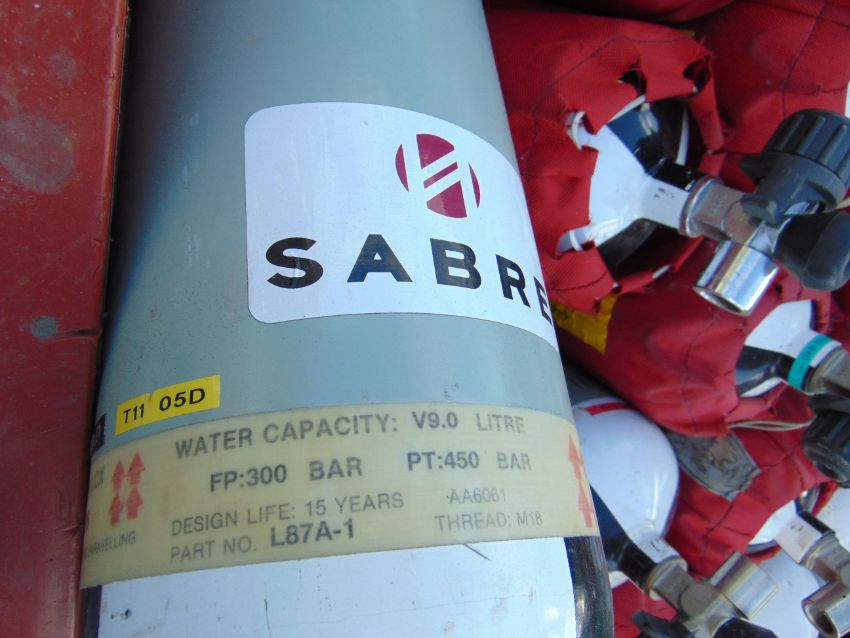 SABRE
T11 05D
WATER CAPACITY: V9.0 LITRE
FP:300 BAR PT:450 BAR
DESIGN LIFE: 15 YEARS AA6061
PART NO. L87A-1 THREAD: M18